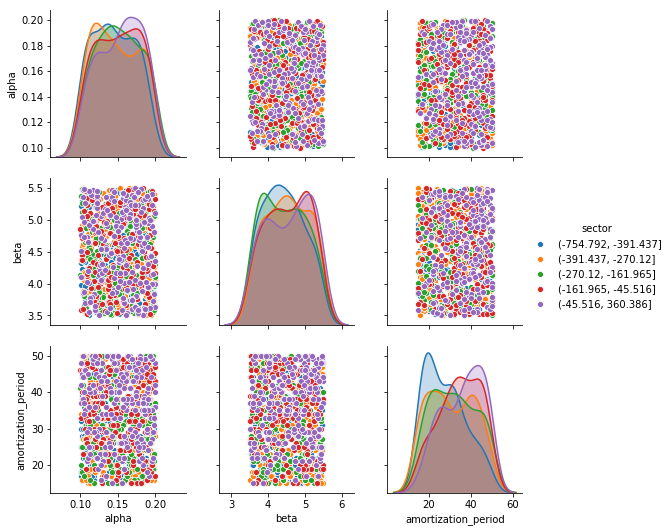 0.20
0.18
0.16
0.14
0.12
0.10
alpha
5.5
5.0
4.5
4.0
3.5
beta
sector
(-754.792, -391.437]
(-391.437, -270.12]
(-270.12, -161.965]
(-161.965, -45.516]
(-45.516, 360.386]
50
40
30
20
amortization_period
0.10 0.15 0.20
alpha
3 4 5 6
beta
20 40 60
amortization_period